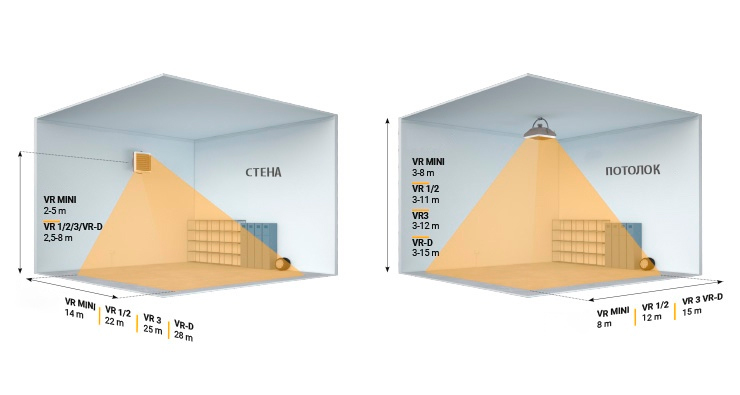 СТЕНА
VR MINI
2-5 m
VR 1/2/3/VR-D
2,5-8 m
VR MINI
14 m
VR 1/2
22 m
VR 3
25 m
VR-D
28 m
ПОТОЛОК
VR MINI
3-8 m
VR 1/2
3-11 m
VR3
3-12 m
VR-D
3-15 m
VR MINI
8 m
VR 1/2
12 m
VR 3 VR-D
15 m